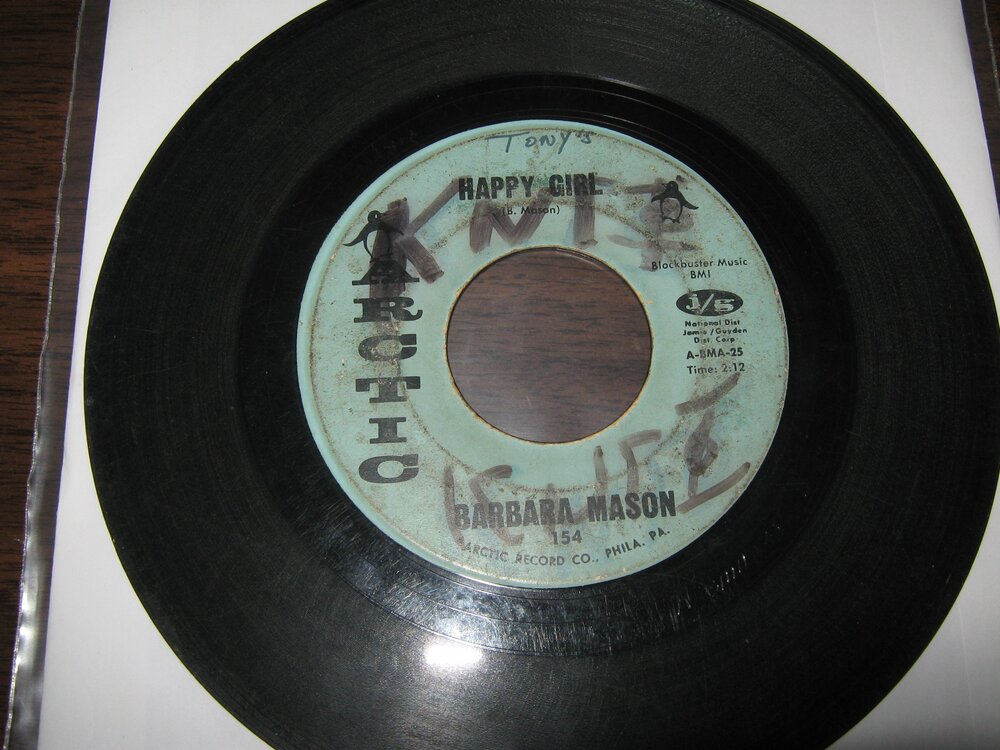 TONY'S
HAPPY GIRL
(B. Mason)
ARCTIC
Blockbuster Music
BMI
J/G
National Dist
Jamie/Guyden
Dist. Corp.
A-BMA-25
Time: 2:12
BARBARA MASON
154
ARCTIC RECORD CO., PHILA. PA.